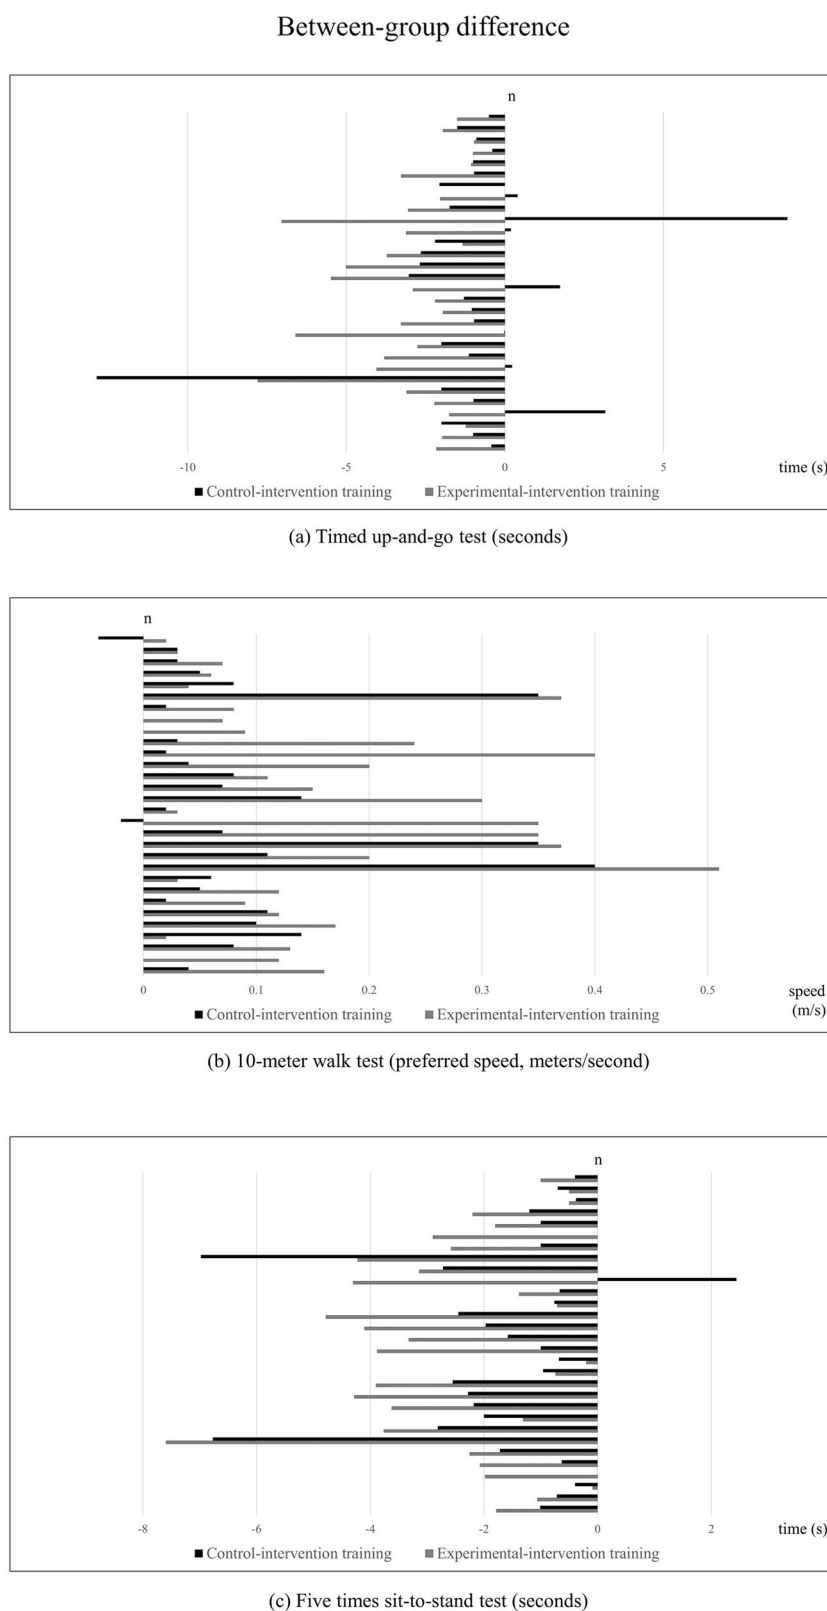 Between-group difference
n
-10 -5 0 5 time (s)
Control-intervention training Experimental-intervention training
(a) Timed up-and-go test (seconds)
n
0 0.1 0.2 0.3 0.4 0.5 speed
(m/s)
Control-intervention training Experimental-intervention training
(b) 10-meter walk test (preferred speed, meters/second)
n
-8 -6 -4 -2 0 2 time (s)
Control-intervention training Experimental-intervention training
(c) Five times sit-to-stand test (seconds)